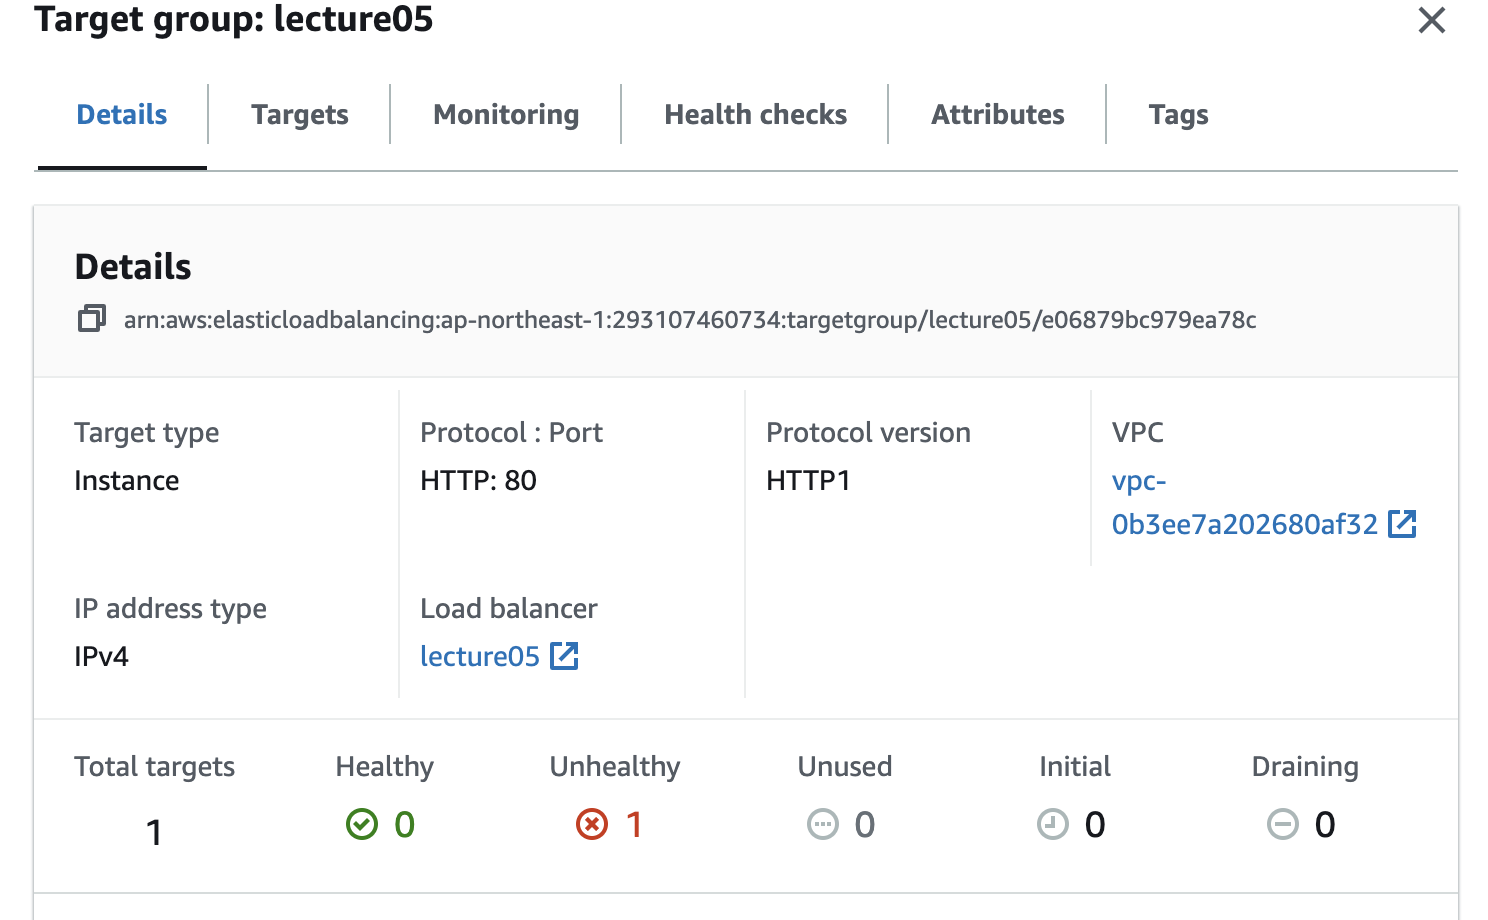 Target group: lecture05
Details
Targets
Monitoring
Health checks
Attributes
Tags
Details
arn:aws:elasticloadbalancing:ap-northeast-1:293107460734:targetgroup/lecture05/e06879bc979ea78c
Target type
Instance
Protocol : Port
HTTP: 80
Protocol version
HTTP1
VPC
vpc-
0b3ee7a202680af32
IP address type
IPv4
Load balancer
lecture05
Total targets
1
Healthy
0
Unhealthy
1
Unused
0
Initial
0
Draining
0